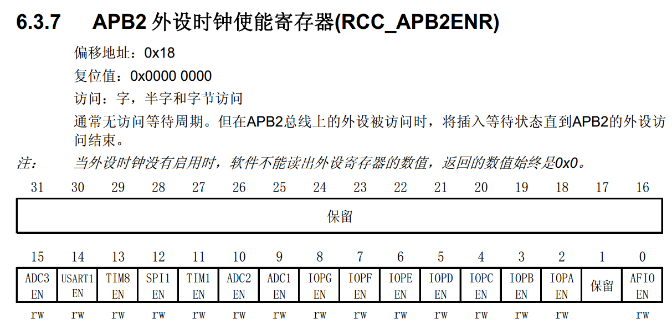 6.3.7 APB2 外设时钟使能寄存器(RCC_APB2ENR)
偏移地址：0x18
复位值：0x0000 0000
访问：字，半字和字节访问
通常无访问等待周期。但在APB2总线上的外设被访问时，将插入等待状态直到APB2的外设访
问结束。
注： 当外设时钟没有启用时，软件不能读出外设寄存器的数值，返回的数值始终是0x0。
31 30 29 28 27 26 25 24 23 22 21 20 19 18 17 16
保留
15 14 13 12 11 10 9 8 7 6 5 4 3 2 1 0
ADC3 USART1 TIM8 SPI1 TIM1 ADC2 ADC1 IOPG IOPF IOPE IOPD IOPC IOPB IOPA 保留 AFIO
EN EN EN EN EN EN EN EN EN EN EN EN EN EN EN
rw rw rw rw rw rw rw rw rw rw rw rw rw rw rw